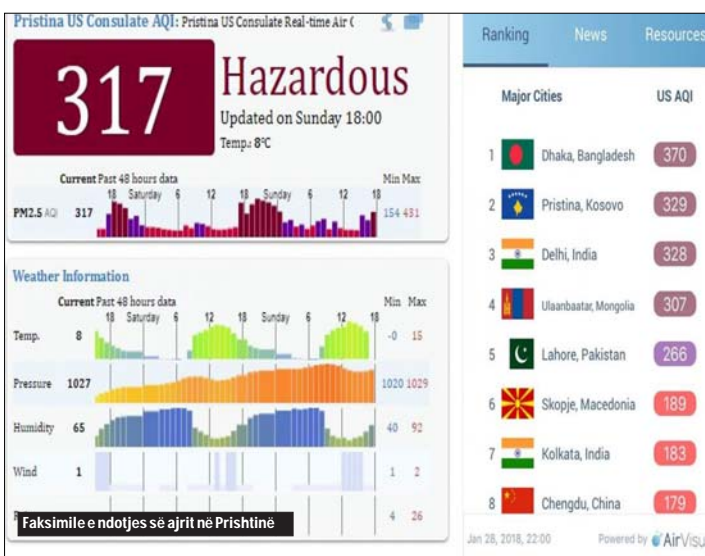 Pristina US Consulate AQI: Pristina US Consulate Real-time Air
317
Hazardous
Updated on Sunday 18:00
Temp.: 8°C
Current Past 48 hours data Min Max
18 Saturday 6 12 18 Sunday 6 12 18
PM2.5 AQI 317 154 431
Weather Information
Current Past 48 hours data Min Max
18 Saturday 6 12 18 Sunday 6 12 18
Temp. 8 -0 15
Pressure 1027 1020 1029
Humidity 65 40 92
Wind 1 1 2
4 26
Faksimile e ndotjes së ajrit në Prishtinë
Ranking News Resources
Major Cities US AQI
1 Dhaka, Bangladesh 370
2 Pristina, Kosovo 329
3 Delhi, India 328
4 Ulaanbaatar, Mongolia 307
5 Lahore, Pakistan 266
6 Skopje, Macedonia 189
7 Kolkata, India 183
8 Chengdu, China 179
Jan 28, 2018, 22:00 Powered by AirVisu